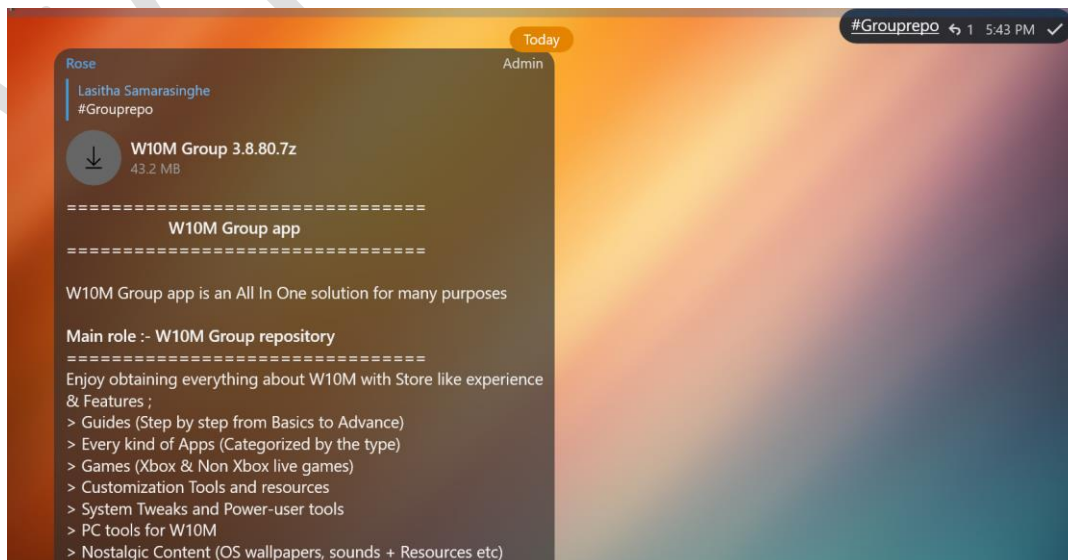 #Grouprepo 1 5:43 PM
Today
Rose Admin
Lasitha Samarasinghe
#Grouprepo
W10M Group 3.8.80.7z
43.2 MB
================================
W10M Group app
================================
W10M Group app is an All In One solution for many purposes
Main role :- W10M Group repository
================================
Enjoy obtaining everything about W10M with Store like experience
& Features ;
> Guides (Step by step from Basics to Advance)
> Every kind of Apps (Categorized by the type)
> Games (Xbox & Non Xbox live games)
> Customization Tools and resources
> System Tweaks and Power-user tools
> PC tools for W10M
> Nostalgic Content (OS wallpapers, sounds + Resources etc)